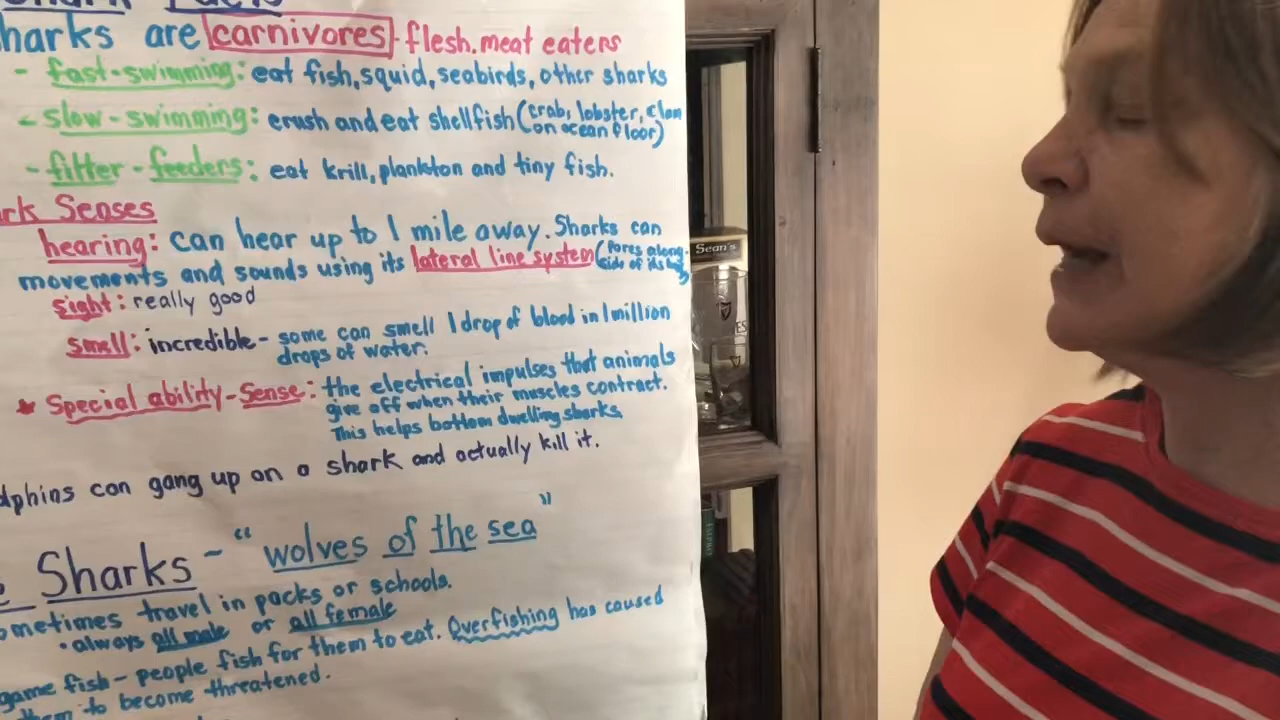 Shark Facts
harks are carnivores - flesh. meat eaters
- fast-swimming: eat fish, squid, seabirds, other sharks
- slow-swimming: crush and eat shellfish (crab, lobster, clam
on ocean floor)
- filter-feeders: eat krill, plankton and tiny fish.
rk Senses
hearing: can hear up to 1 mile away. Sharks can
(Pores along
movements and sounds using its lateral line system
side of its
sight: really good
smell: incredible - some can smell 1 drop of blood in 1 million
drops of water.
* Special ability-Sense: the electrical impulses that animals
give off when their muscles contract.
This helps bottom dwelling sharks.
lphins can gang up on a shark and actually kill it.
e Sharks - "wolves of the sea"
ometimes travel in packs or schools.
• always all male or all female
game fish - people fish for them to eat. Overfishing has caused
them to become threatened.
Sean's